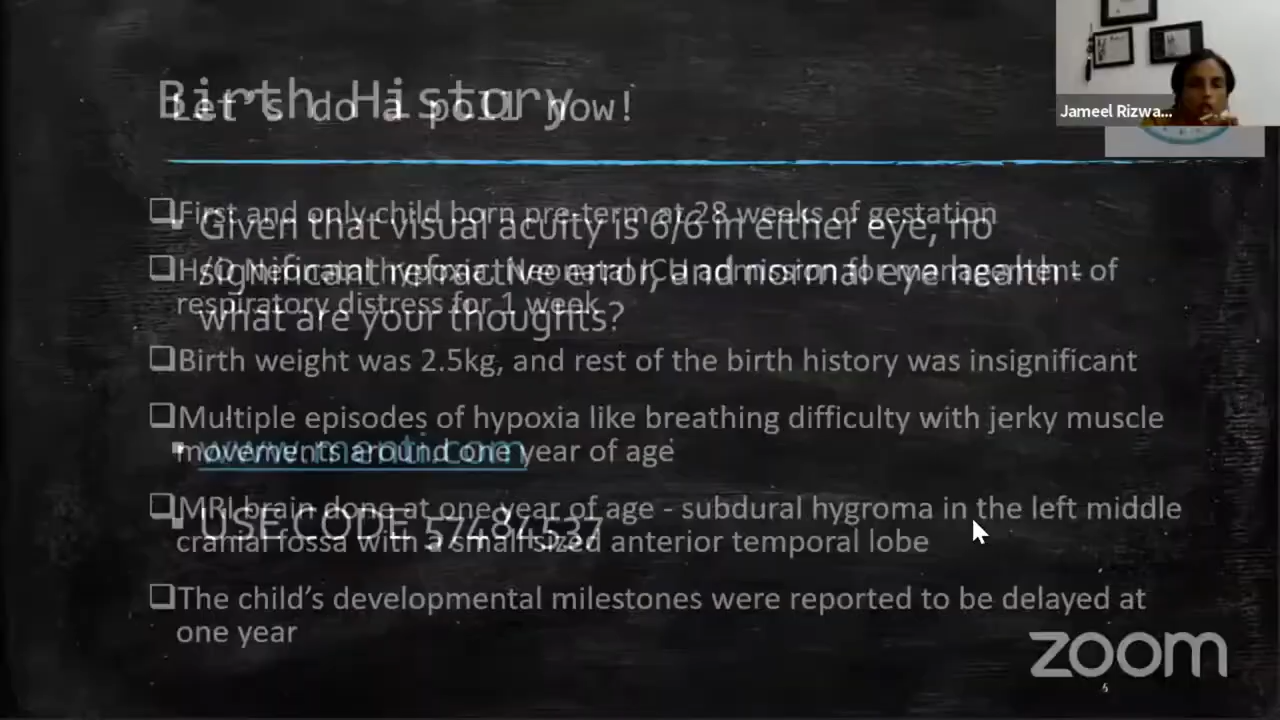 Birth History
Let's do a poll now!
Jameel Rizwa...
❑First and only child born pre-term at 28 weeks of gestation
▪ Given that visual acuity is 6/6 in either eye, no
❑H/O Neonatal hypoxia, Neonatal ICU admission for management of
significant refractive error, and normal eye health -
respiratory distress for 1 week
what are your thoughts?
❑Birth weight was 2.5kg, and rest of the birth history was insignificant
❑Multiple episodes of hypoxia like breathing difficulty with jerky muscle
movements around one year of age
▪ www.menti.com
❑MRI brain done at one year of age - subdural hygroma in the left middle
▪ USE CODE 57484537
cranial fossa with a small sized anterior temporal lobe
❑The child's developmental milestones were reported to be delayed at
one year
zoom